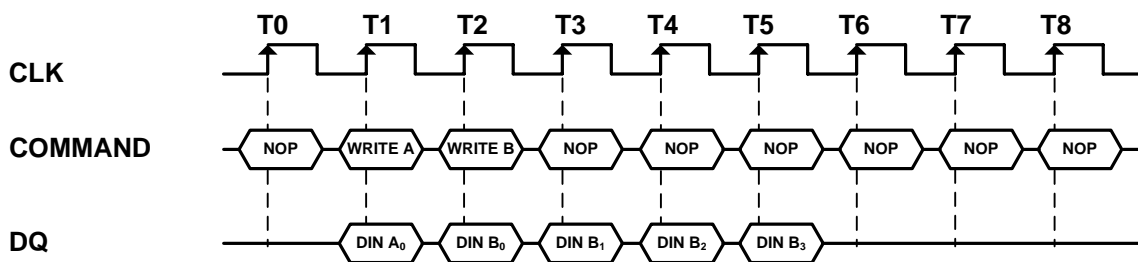 T0 T1 T2 T3 T4 T5 T6 T7 T8
CLK
COMMAND NOP WRITE A WRITE B NOP NOP NOP NOP NOP NOP
DQ DIN A₀ DIN B₀ DIN B₁ DIN B₂ DIN B₃